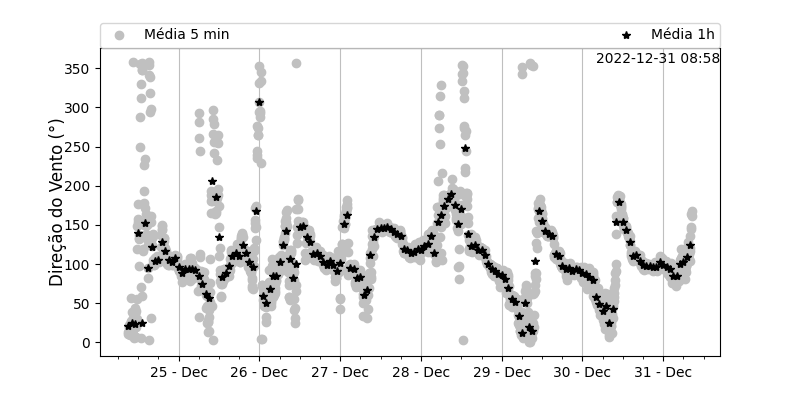 Média 5 min
Média 1h
2022-12-31 08:58
Direção do Vento (°)
350
300
250
200
150
100
50
0
25 - Dec
26 - Dec
27 - Dec
28 - Dec
29 - Dec
30 - Dec
31 - Dec